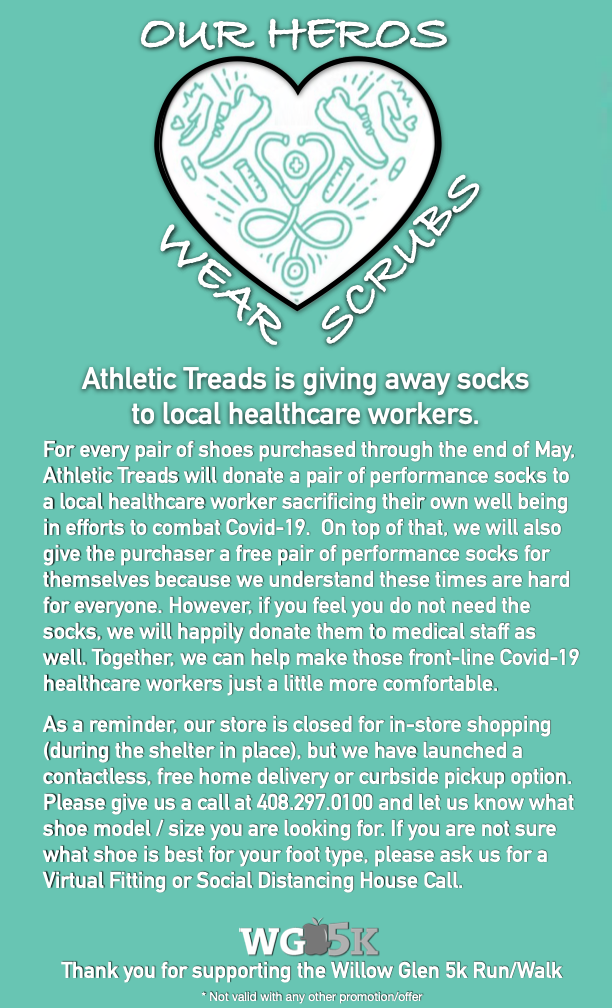 OUR HEROS
WEAR SCRUBS
Athletic Treads is giving away socks
to local healthcare workers.
For every pair of shoes purchased through the end of May,
Athletic Treads will donate a pair of performance socks to
a local healthcare worker sacrificing their own well being
in efforts to combat Covid-19.  On top of that, we will also
give the purchaser a free pair of performance socks for
themselves because we understand these times are hard
for everyone. However, if you feel you do not need the
socks, we will happily donate them to medical staff as
well. Together, we can help make those front-line Covid-19
healthcare workers just a little more comfortable.
As a reminder, our store is closed for in-store shopping
(during the shelter in place), but we have launched a
contactless, free home delivery or curbside pickup option.
Please give us a call at 408.297.0100 and let us know what
shoe model / size you are looking for. If you are not sure
what shoe is best for your foot type, please ask us for a
Virtual Fitting or Social Distancing House Call.
WG 5K
Thank you for supporting the Willow Glen 5k Run/Walk
* Not valid with any other promotion/offer